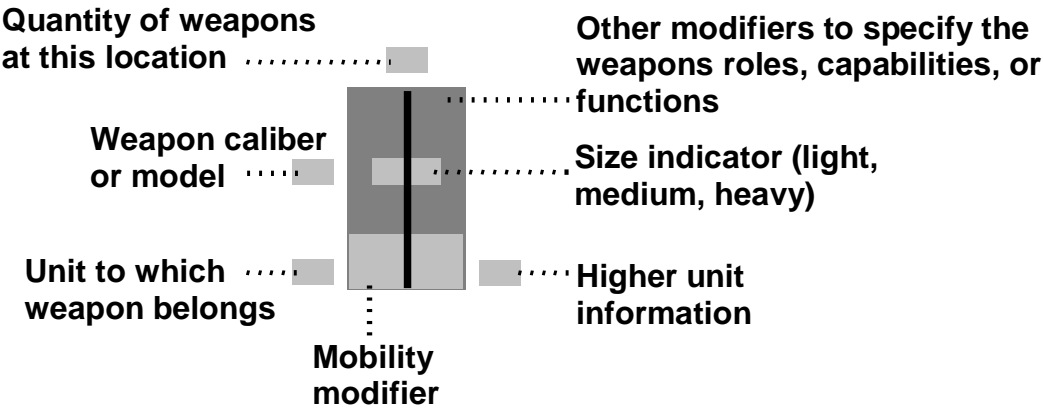 Quantity of weapons
at this location
Other modifiers to specify the
weapons roles, capabilities, or
functions
Weapon caliber
or model
Size indicator (light,
medium, heavy)
Unit to which
weapon belongs
Higher unit
information
Mobility
modifier